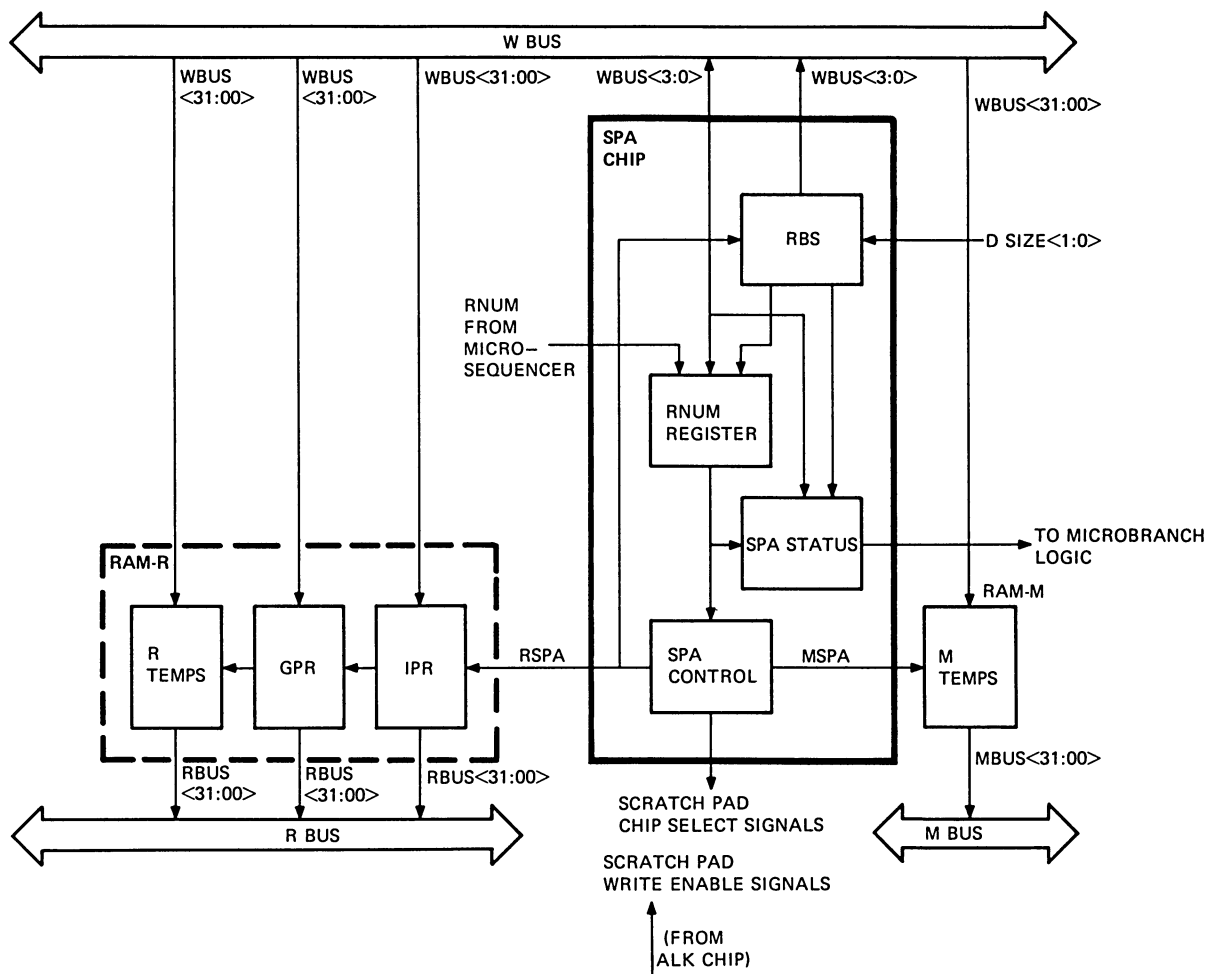 W BUS
WBUS
<31:00>
WBUS
<31:00>
WBUS<31:00>
WBUS<3:0>
WBUS<3:0>
WBUS<31:00>
SPA
CHIP
RBS
D SIZE<1:0>
RNUM
FROM
MICRO-
SEQUENCER
RNUM
REGISTER
SPA STATUS
TO MICROBRANCH
LOGIC
RAM-R
RAM-M
R
TEMPS
GPR
IPR
RSPA
SPA
CONTROL
MSPA
M
TEMPS
RBUS
<31:00>
RBUS
<31:00>
RBUS<31:00>
MBUS<31:00>
SCRATCH PAD
CHIP SELECT SIGNALS
R BUS
M BUS
SCRATCH PAD
WRITE ENABLE SIGNALS
(FROM
ALK CHIP)